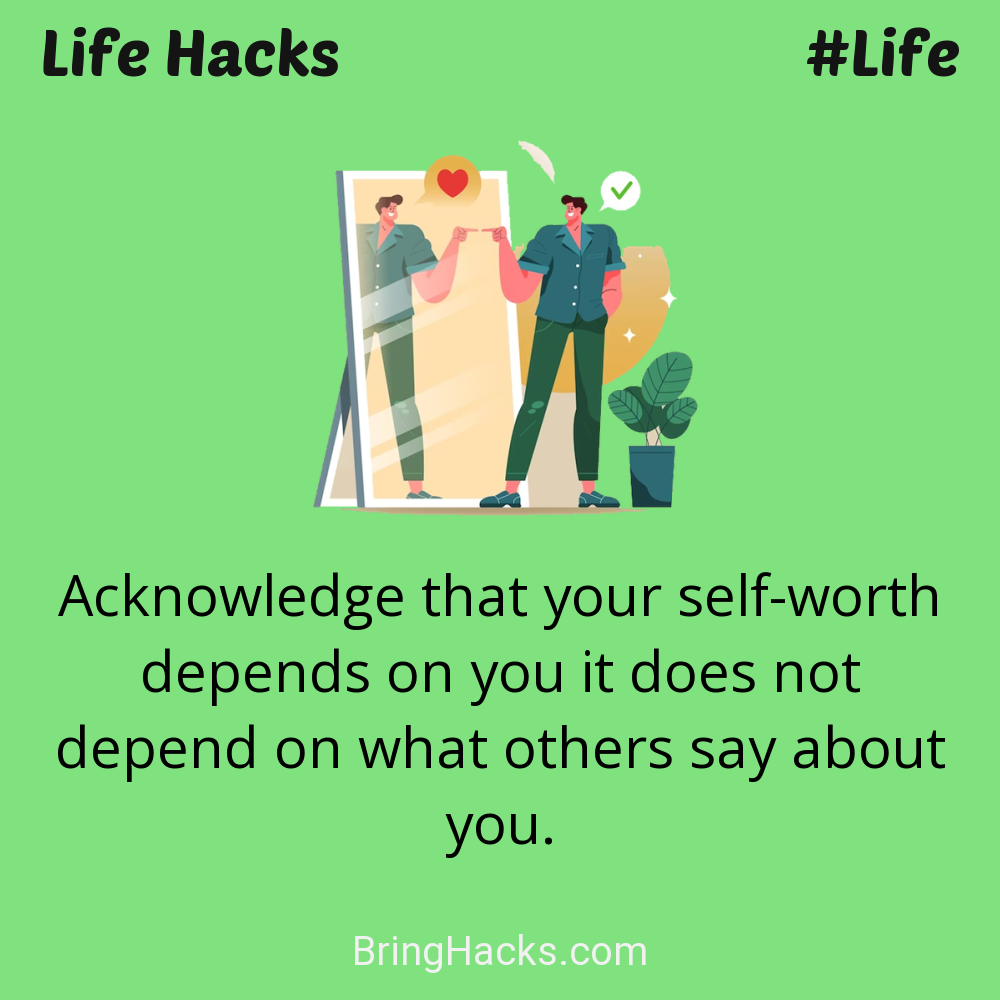 Life Hacks
#Life
Acknowledge that your self-worth
depends on you it does not
depend on what others say about
you.
BringHacks.com